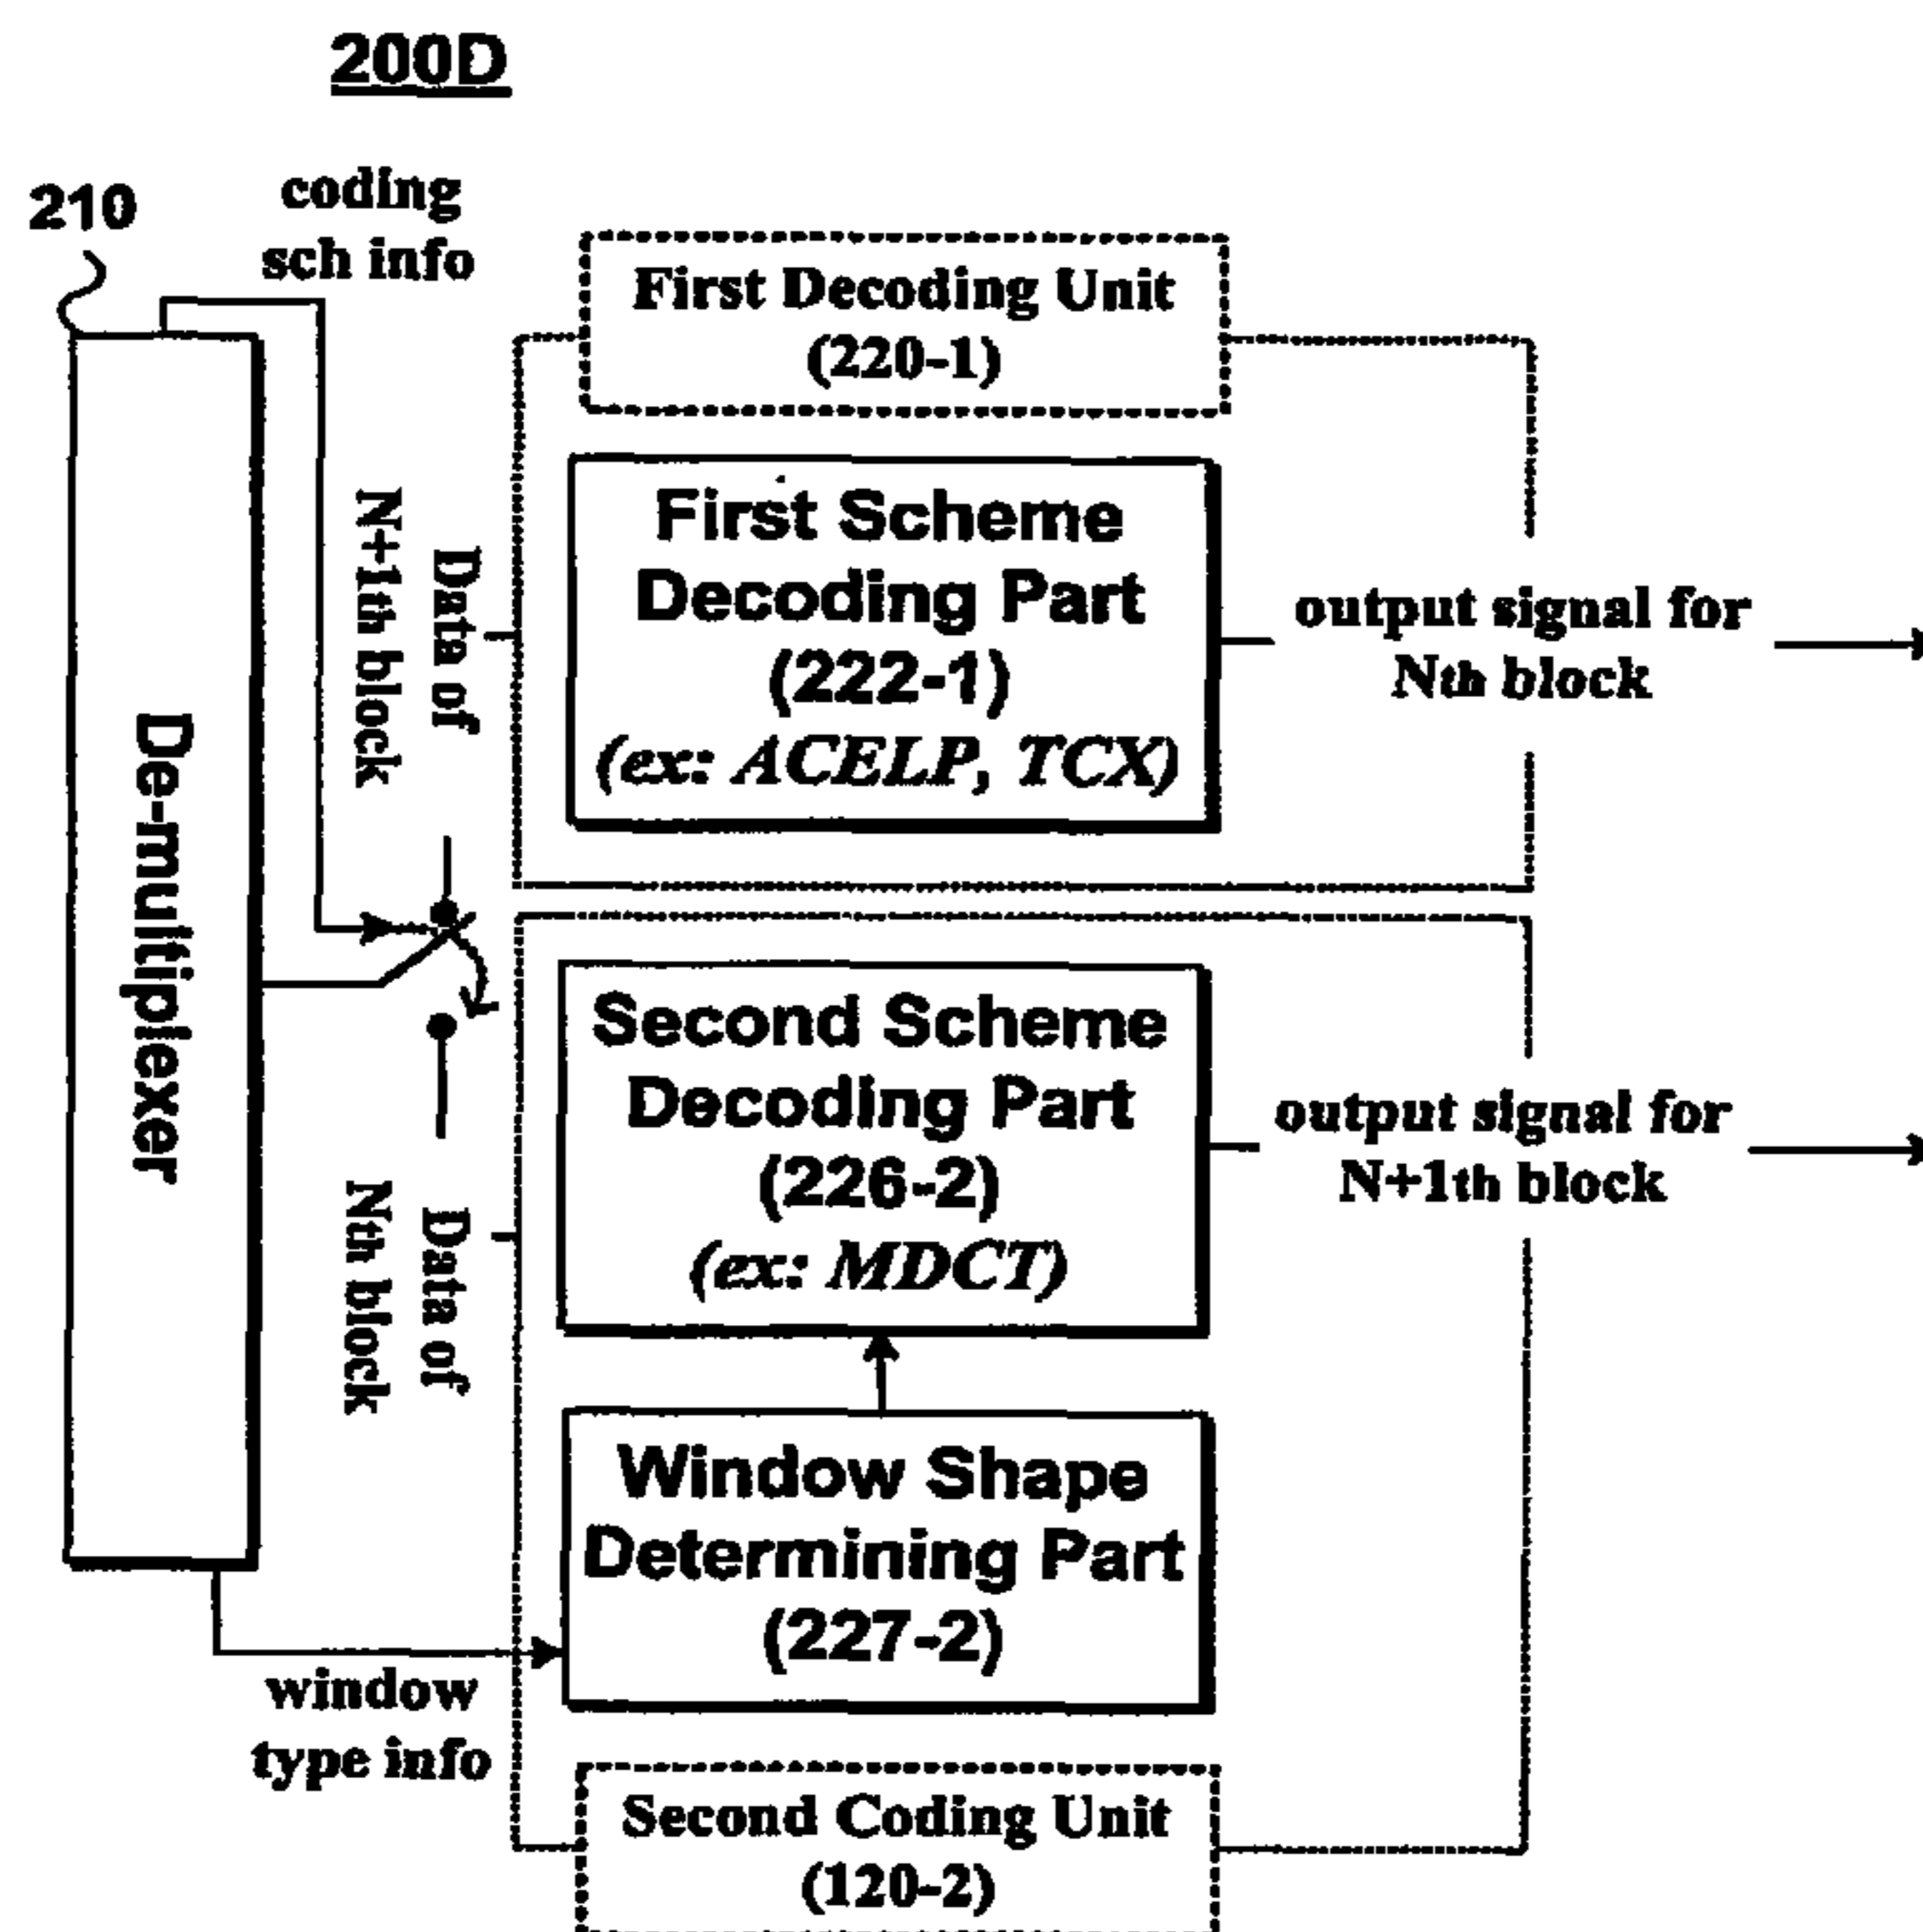 200D
210
coding
sch info
First Decoding Unit
(220-1)
First Scheme
Decoding Part
(222-1)
(ex: ACELP, TCX)
output signal for
Nth block
Data of
N+1th block
De-multiplexer
Second Scheme
Decoding Part
(226-2)
(ex: MDCT)
output signal for
N+1th block
Data of
Nth block
Window Shape
Determining Part
(227-2)
window
type info
Second Coding Unit
(120-2)